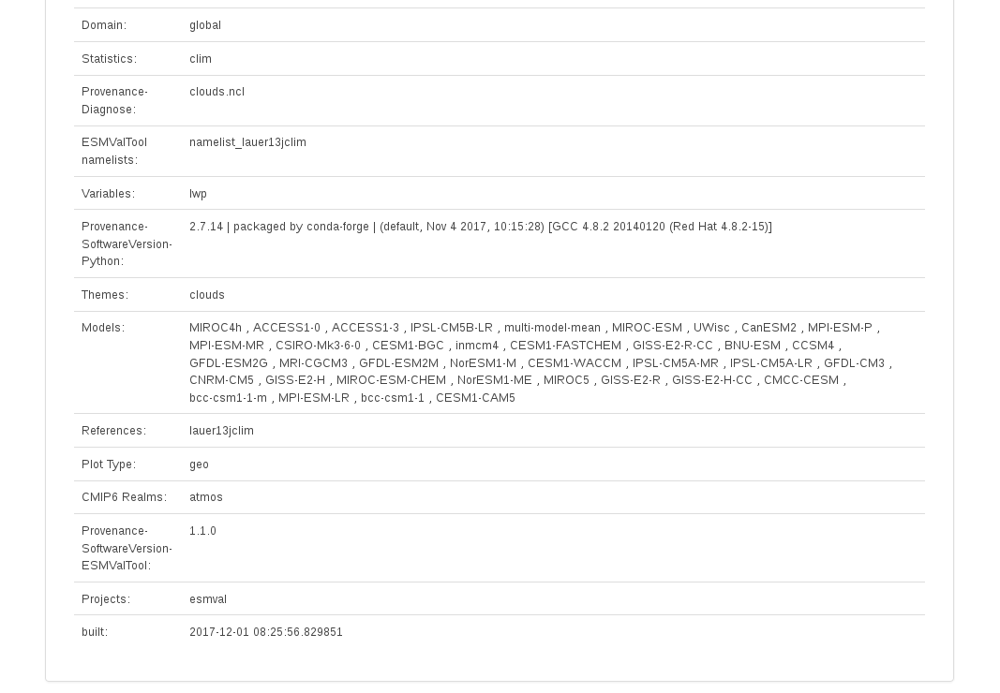 Domain: global
Statistics: clim
Provenance- clouds.ncl
Diagnose:
ESMValTool namelist_lauer13jclim
namelists:
Variables: lwp
Provenance- 2.7.14 | packaged by conda-forge | (default, Nov 4 2017, 10:15:28) [GCC 4.8.2 20140120 (Red Hat 4.8.2-15)]
SoftwareVersion-
Python:
Themes: clouds
Models: MIROC4h , ACCESS1-0 , ACCESS1-3 , IPSL-CM5B-LR , multi-model-mean , MIROC-ESM , UWisc , CanESM2 , MPI-ESM-P ,
MPI-ESM-MR , CSIRO-Mk3-6-0 , CESM1-BGC , inmcm4 , CESM1-FASTCHEM , GISS-E2-R-CC , BNU-ESM , CCSM4 ,
GFDL-ESM2G , MRI-CGCM3 , GFDL-ESM2M , NorESM1-M , CESM1-WACCM , IPSL-CM5A-MR , IPSL-CM5A-LR , GFDL-CM3 ,
CNRM-CM5 , GISS-E2-H , MIROC-ESM-CHEM , NorESM1-ME , MIROC5 , GISS-E2-R , GISS-E2-H-CC , CMCC-CESM ,
bcc-csm1-1-m , MPI-ESM-LR , bcc-csm1-1 , CESM1-CAM5
References: lauer13jclim
Plot Type: geo
CMIP6 Realms: atmos
Provenance- 1.1.0
SoftwareVersion-
ESMValTool:
Projects: esmval
built: 2017-12-01 08:25:56.829851